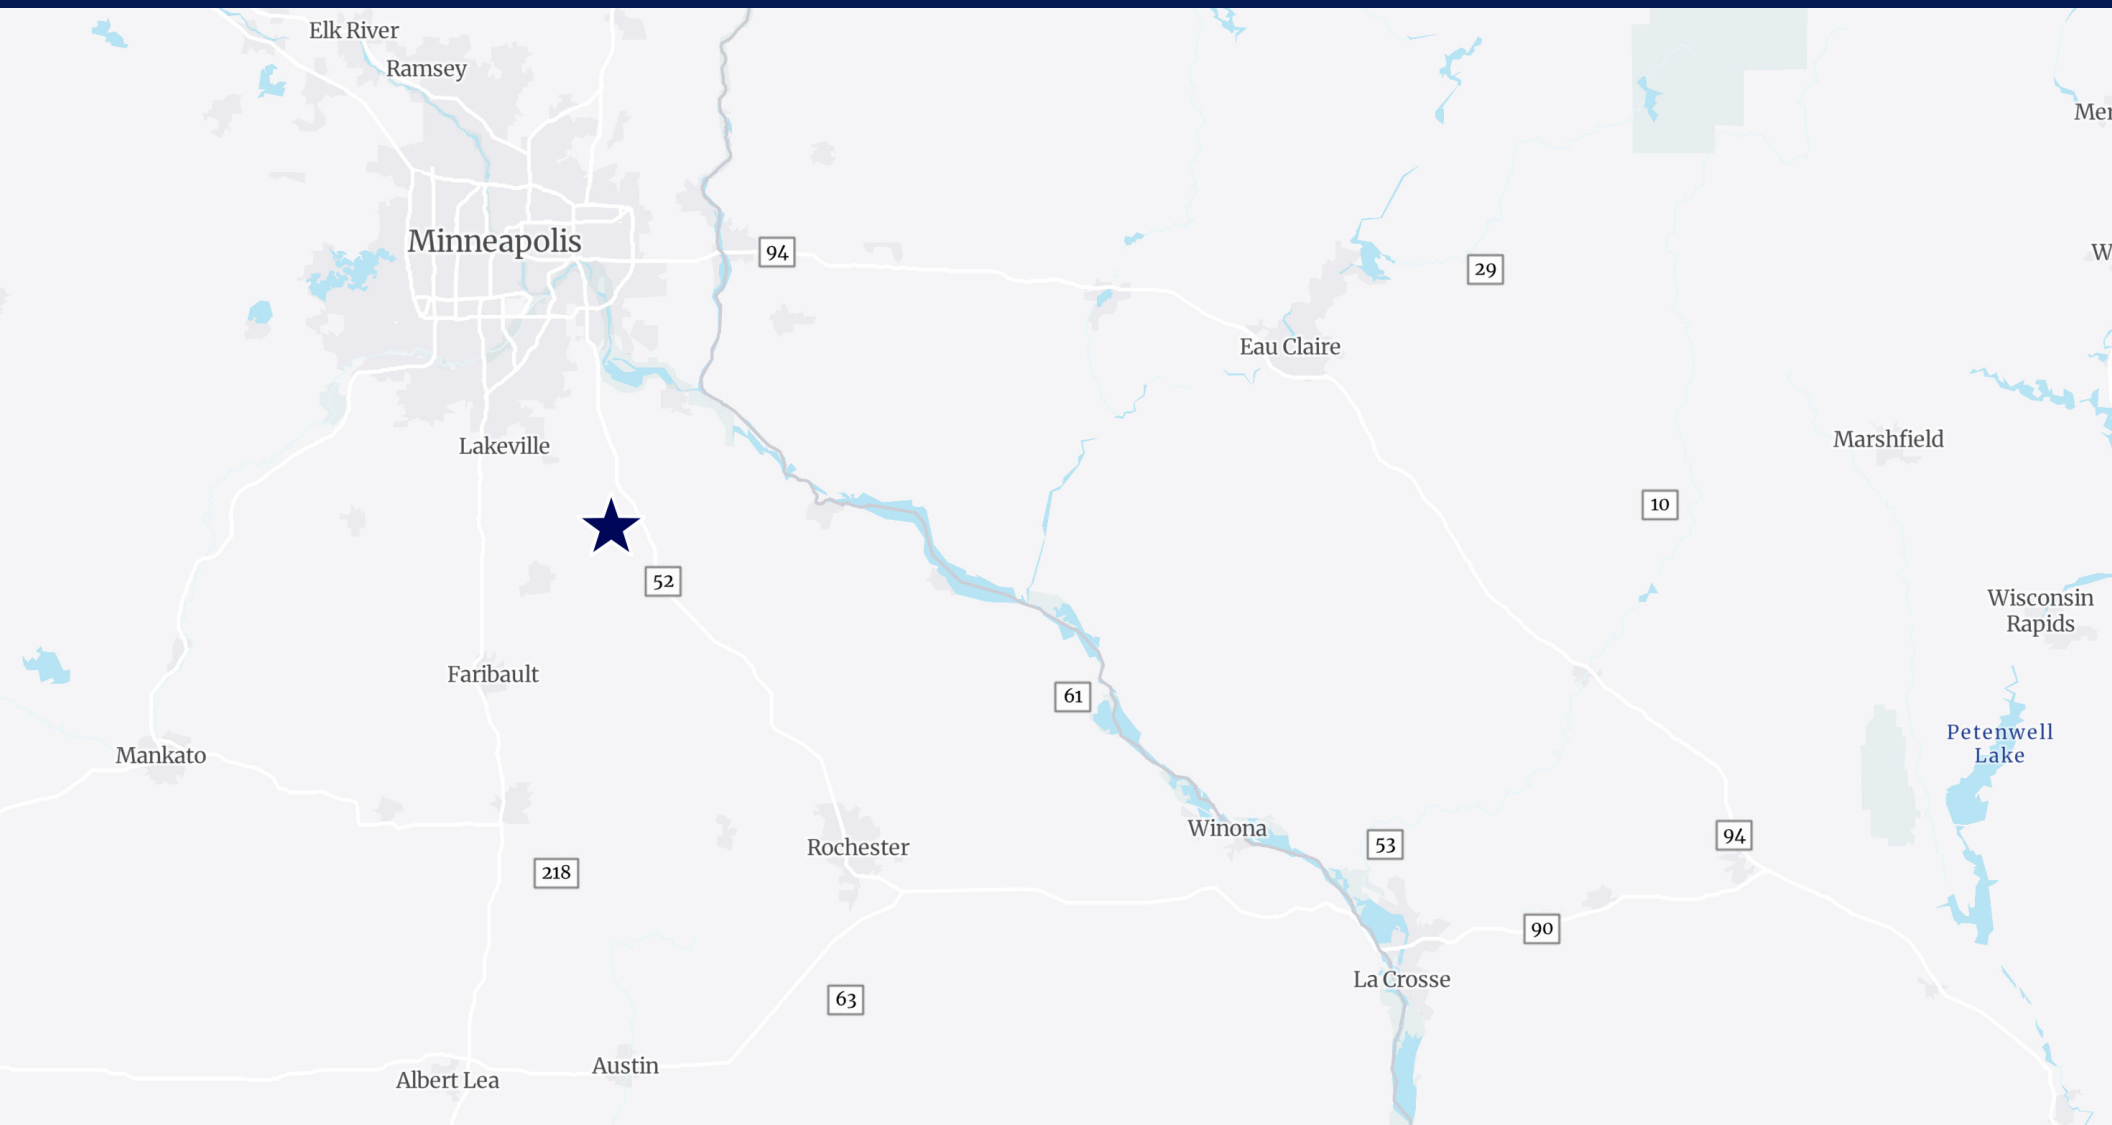 Elk River
Ramsey
Mer
Minneapolis
94
W
29
Eau Claire
Lakeville
Marshfield
10
52
Wisconsin
Rapids
Faribault
61
Petenwell
Lake
Mankato
Winona
94
Rochester
53
218
90
La Crosse
63
Austin
Albert Lea